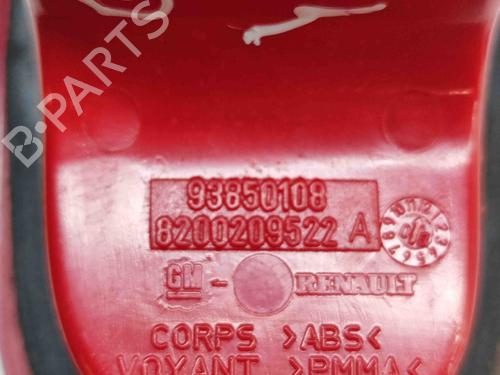 B-PARTS
93850108
8200209522 A
GM - RENAULT
CORPS >ABS<
VOYANT >PMMA<